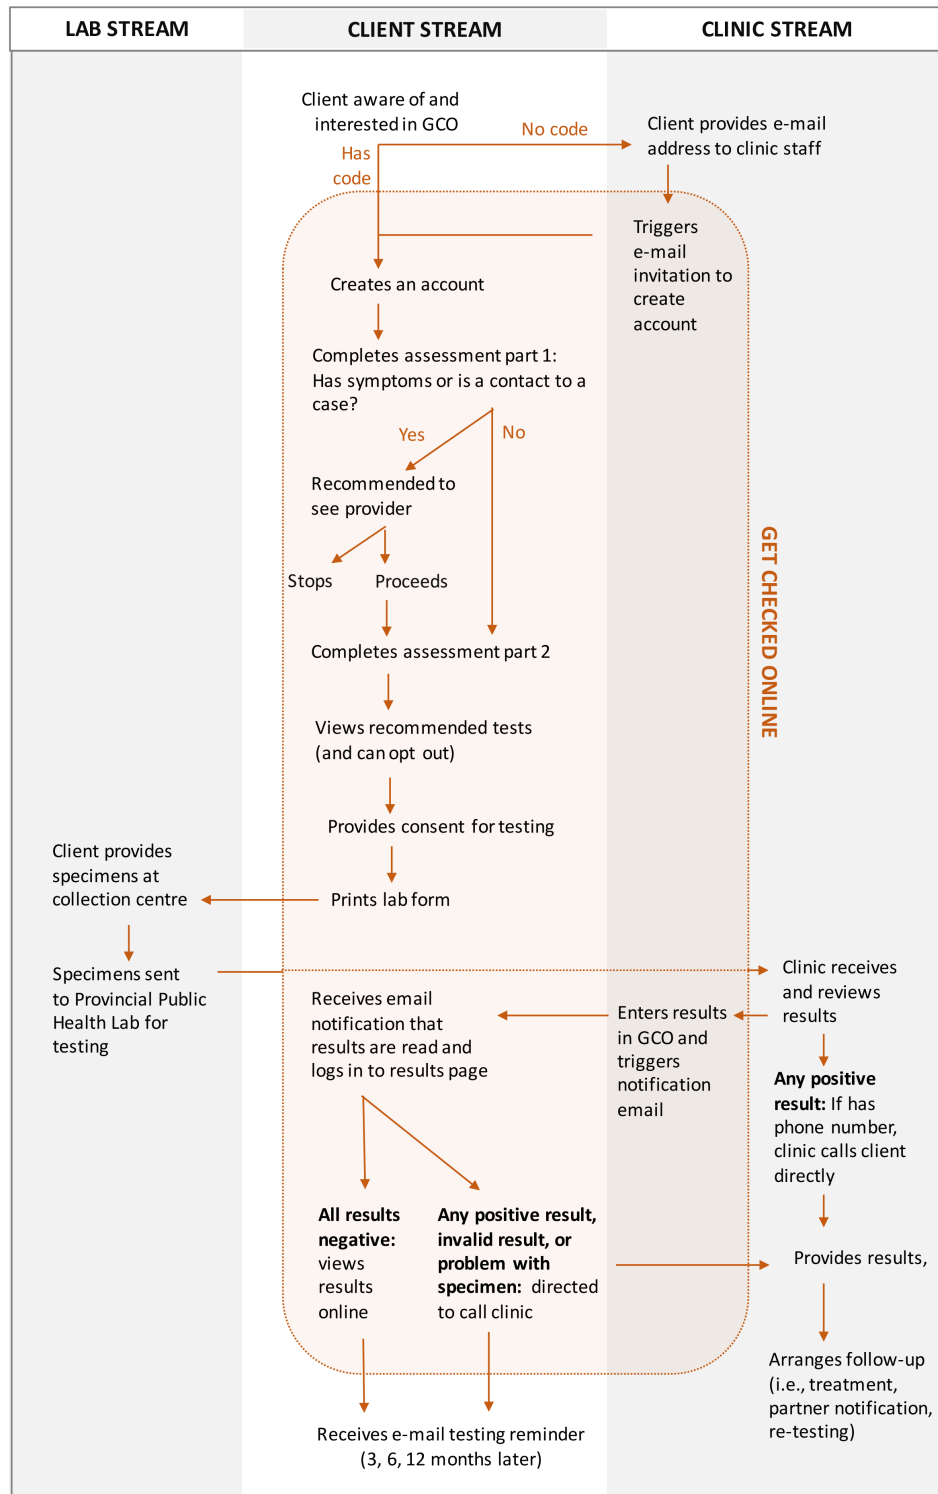 LAB STREAM
CLIENT STREAM
CLINIC STREAM
Client aware of and
interested in GCO
No code
Has
code
Client provides e-mail
address to clinic staff
Triggers
e-mail
invitation to
create
account
Creates an account
Completes assessment part 1:
Has symptoms or is a contact to a
case?
Yes
No
Recommended to
see provider
Stops
Proceeds
Completes assessment part 2
Views recommended tests
(and can opt out)
Provides consent for testing
Prints lab form
GET CHECKED ONLINE
Client provides
specimens at
collection centre
Specimens sent
to Provincial Public
Health Lab for
testing
Clinic receives
and reviews
results
Enters results
in GCO and
triggers
notification
email
Receives email
notification that
results are read and
logs in to results page
Any positive
result: If has
phone number,
clinic calls client
directly
All results
negative:
views
results
online
Any positive result,
invalid result, or
problem with
specimen: directed
to call clinic
Provides results,
Arranges follow-up
(i.e., treatment,
partner notification,
re-testing)
Receives e-mail testing reminder
(3, 6, 12 months later)